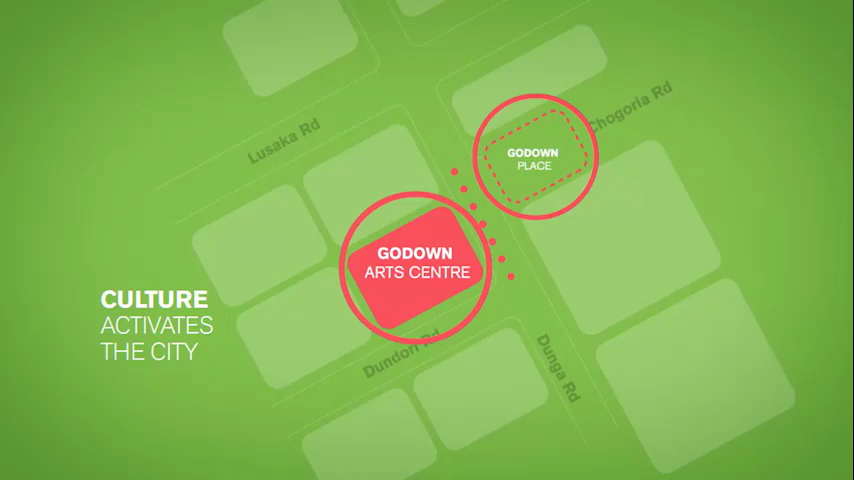 Chogoria Rd
Lusaka Rd
GODOWN
PLACE
GODOWN
ARTS CENTRE
CULTURE
ACTIVATES
THE CITY
Dundori Rd
Dunga Rd